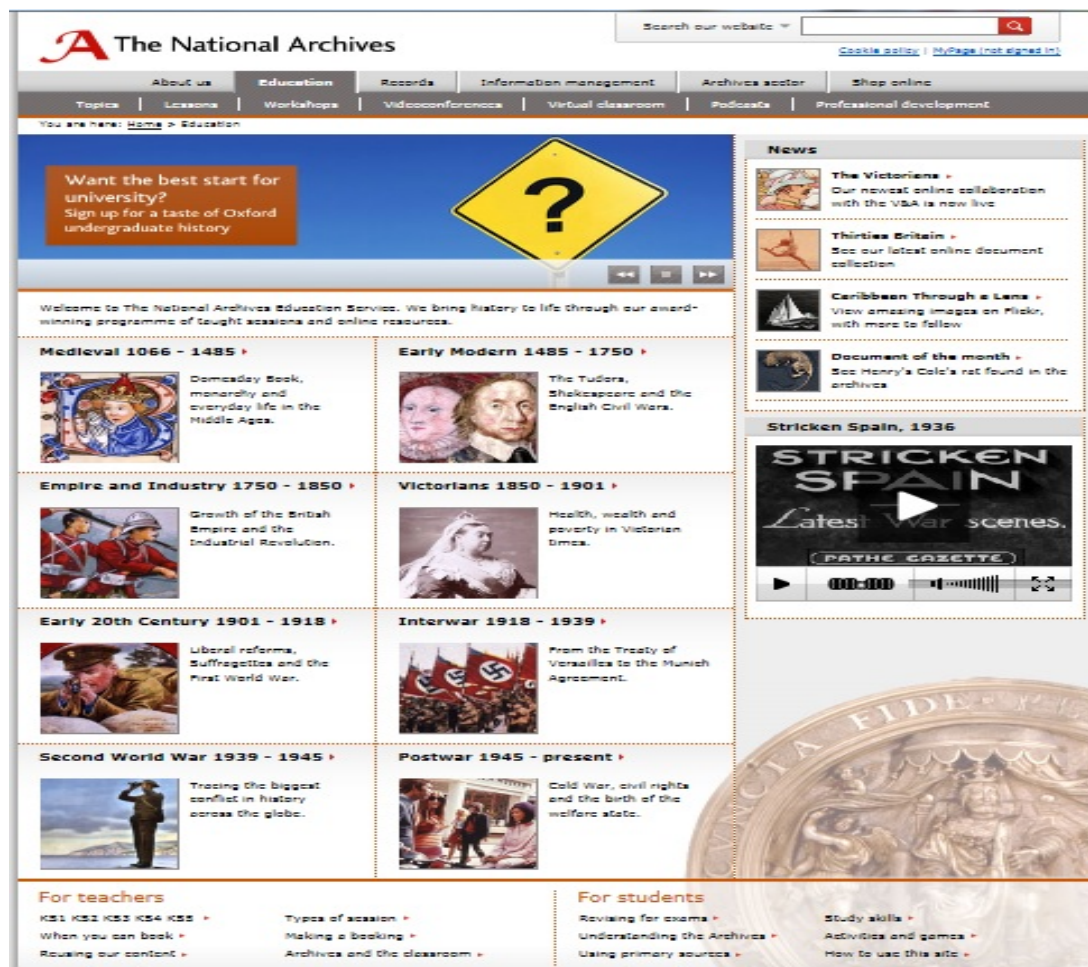 The National Archives
Search our website
Cookie policy | MyPage (not signed in)
About us
Education
Records
Information management
Archives sector
Shop online
Topics | Lessons | Workshops | Videoconferences | Virtual classroom | Podcasts | Professional development
You are here: Home > Education
Want the best start for
university?
Sign up for a taste of Oxford
undergraduate history
?
Welcome to The National Archives Education Service. We bring history to life through our award-
winning programme of taught sessions and online resources.
Medieval 1066 - 1485
Domesday Book,
monarchy and
everyday life in the
Middle Ages.
Early Modern 1485 - 1750
The Tudors,
Shakespeare and the
English Civil Wars.
Empire and Industry 1750 - 1850
Growth of the British
Empire and the
Industrial Revolution.
Victorians 1850 - 1901
Health, wealth and
poverty in Victorian
times.
Early 20th Century 1901 - 1918
Liberal reforms,
Suffragettes and the
First World War.
Interwar 1918 - 1939
From the Treaty of
Versailles to the Munich
Agreement.
Second World War 1939 - 1945
Tracing the biggest
conflict in history
across the globe.
Postwar 1945 - present
Cold War, civil rights
and the birth of the
welfare state.
News
The Victorians
Our newest online collaboration
with the V&A is now live
Thirties Britain
See our latest online document
collection
Caribbean Through a Lens
View amazing images on Flickr,
with more to follow
Document of the month
See Henry's Cole's rat found in the
archives
Stricken Spain, 1936
STRICKEN
SPAIN
Latest War scenes.
PATHE GAZETTE
FIDE
For teachers
KS1 KS2 KS3 KS4 KS5
When you can book
Reusing our content
Types of session
Making a booking
Archives and the classroom
For students
Revising for exams
Understanding the Archives
Using primary sources
Study skills
Activities and games
How to use this site